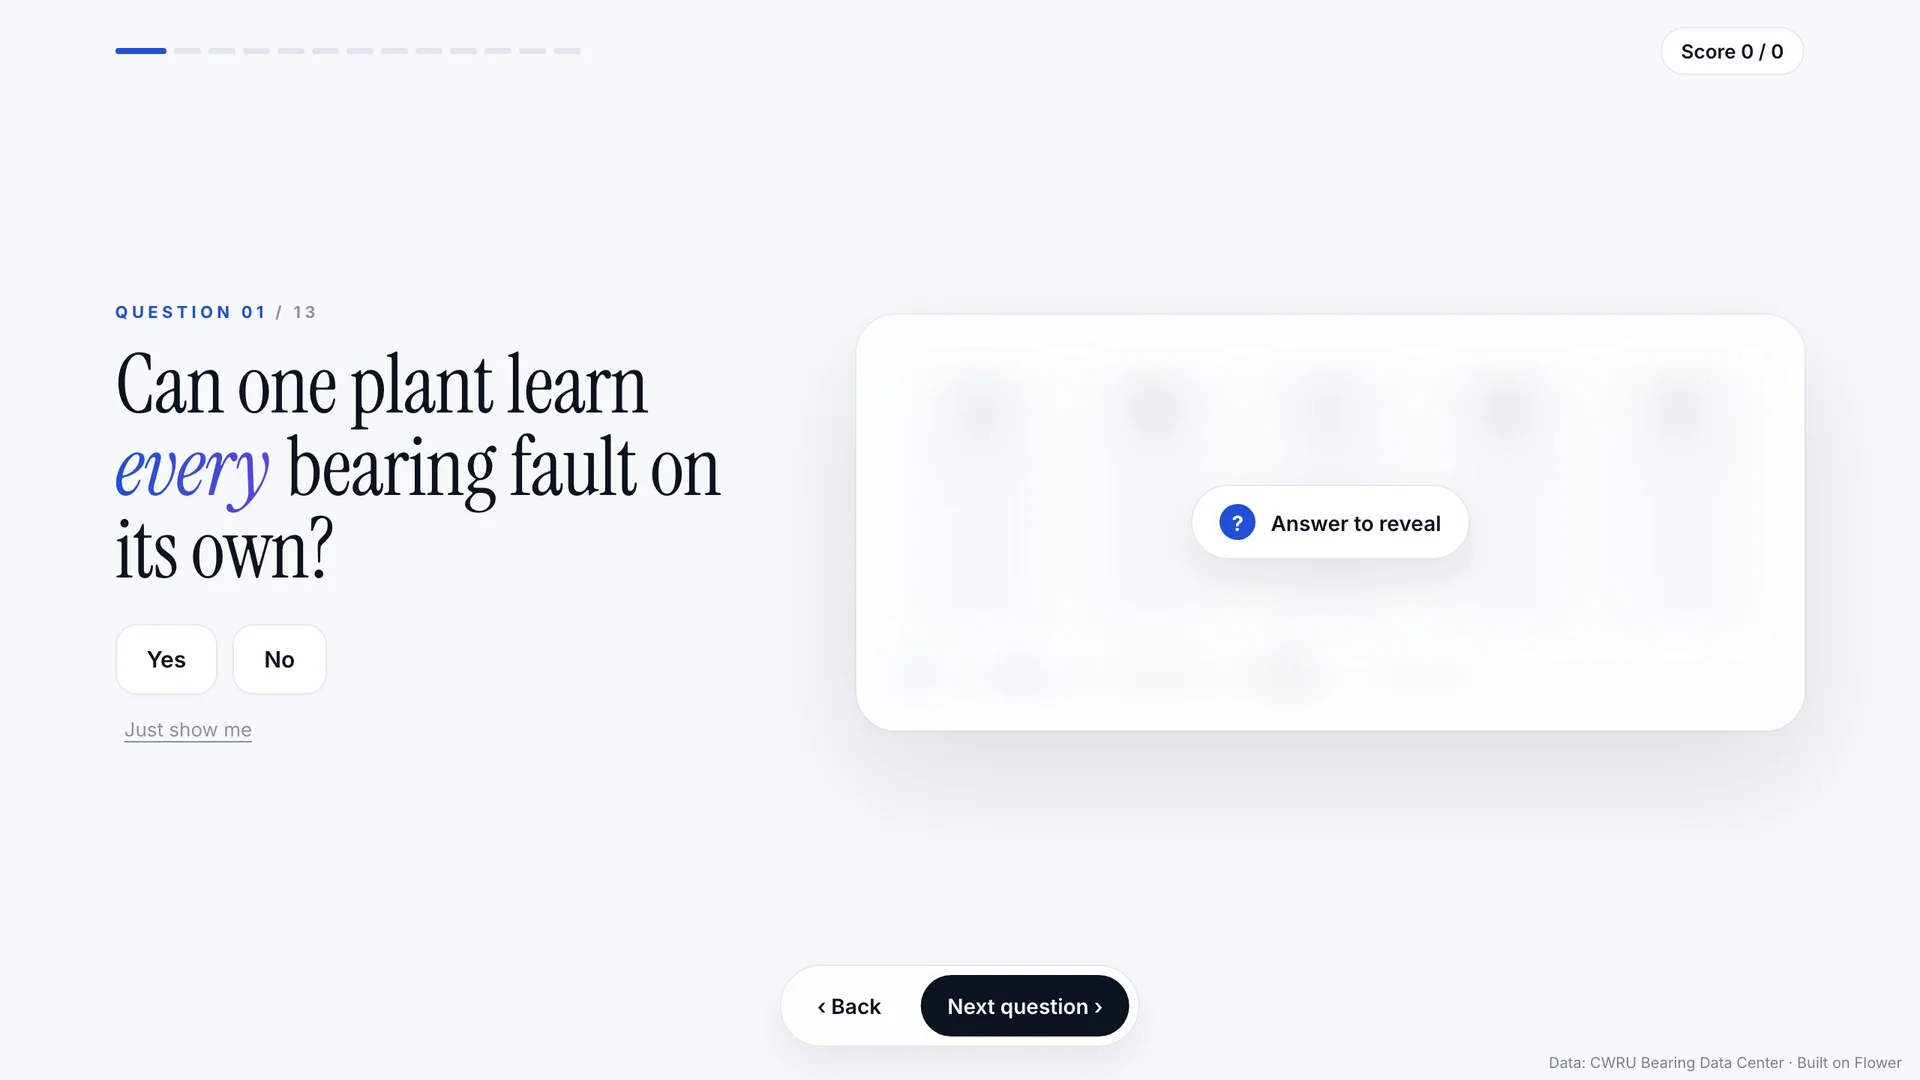 Score 0 / 0
QUESTION 01 / 13
Can one plant learn
every bearing fault on
its own?
Yes
No
Just show me
? Answer to reveal
‹ Back
Next question ›
Data: CWRU Bearing Data Center · Built on Flower